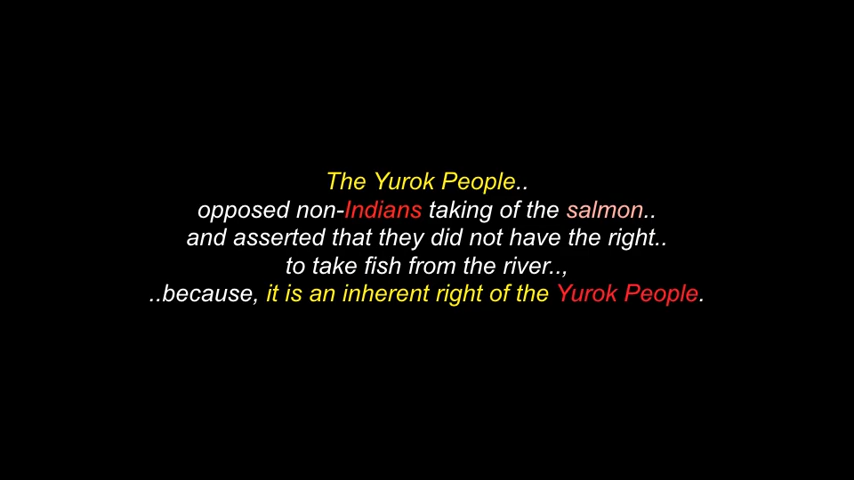 The Yurok People..
opposed non-Indians taking of the salmon..
and asserted that they did not have the right..
to take fish from the river..,
..because, it is an inherent right of the Yurok People.